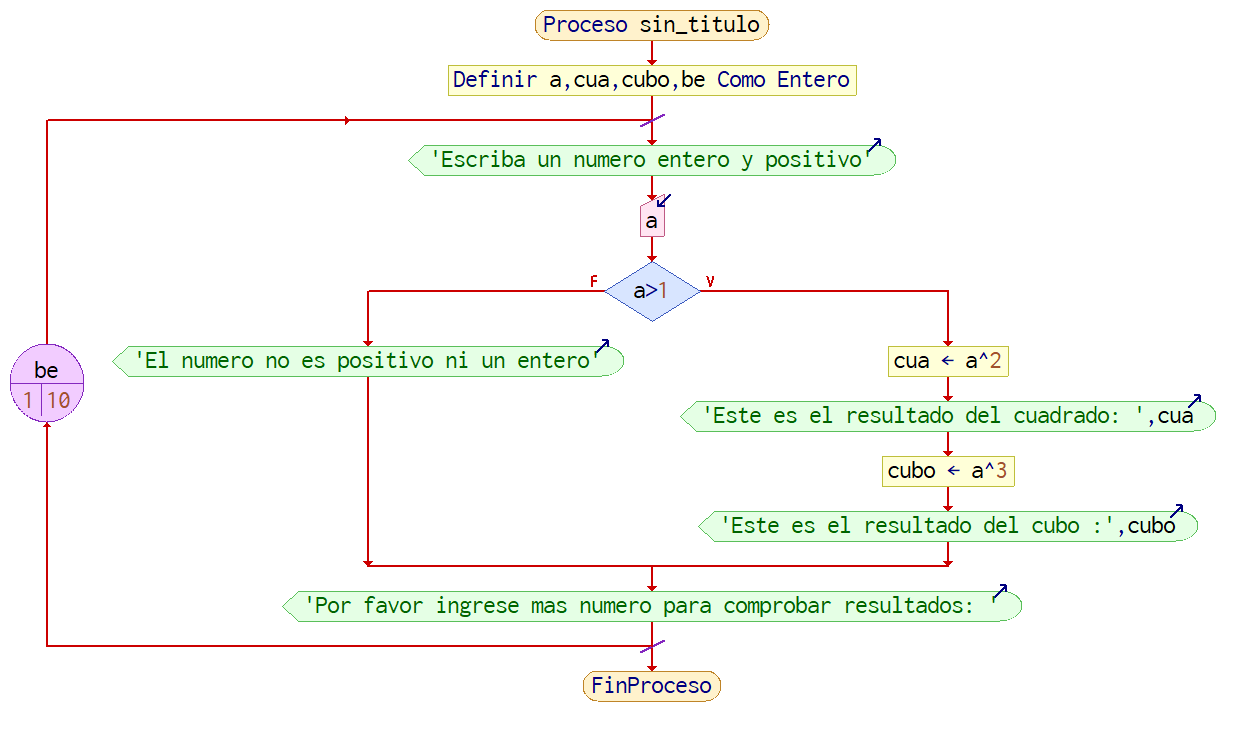 Proceso sin_titulo
Definir a,cua,cubo,be Como Entero
'Escriba un numero entero y positivo'
a
F
a>1
V
'El numero no es positivo ni un entero'
cua ← a^2
be
1 10
'Este es el resultado del cuadrado: ',cua
cubo ← a^3
'Este es el resultado del cubo :',cubo
'Por favor ingrese mas numero para comprobar resultados: '
FinProceso